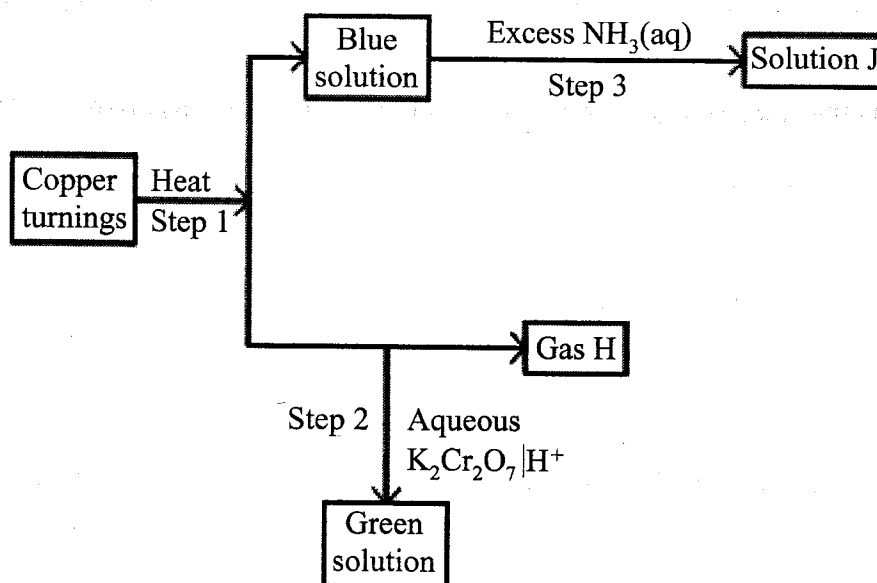 Blue
solution
Excess NH₃(aq)
Step 3
Solution J
Copper
turnings
Heat
Step 1
Gas H
Step 2
Aqueous
K₂Cr₂O₇|H⁺
Green
solution